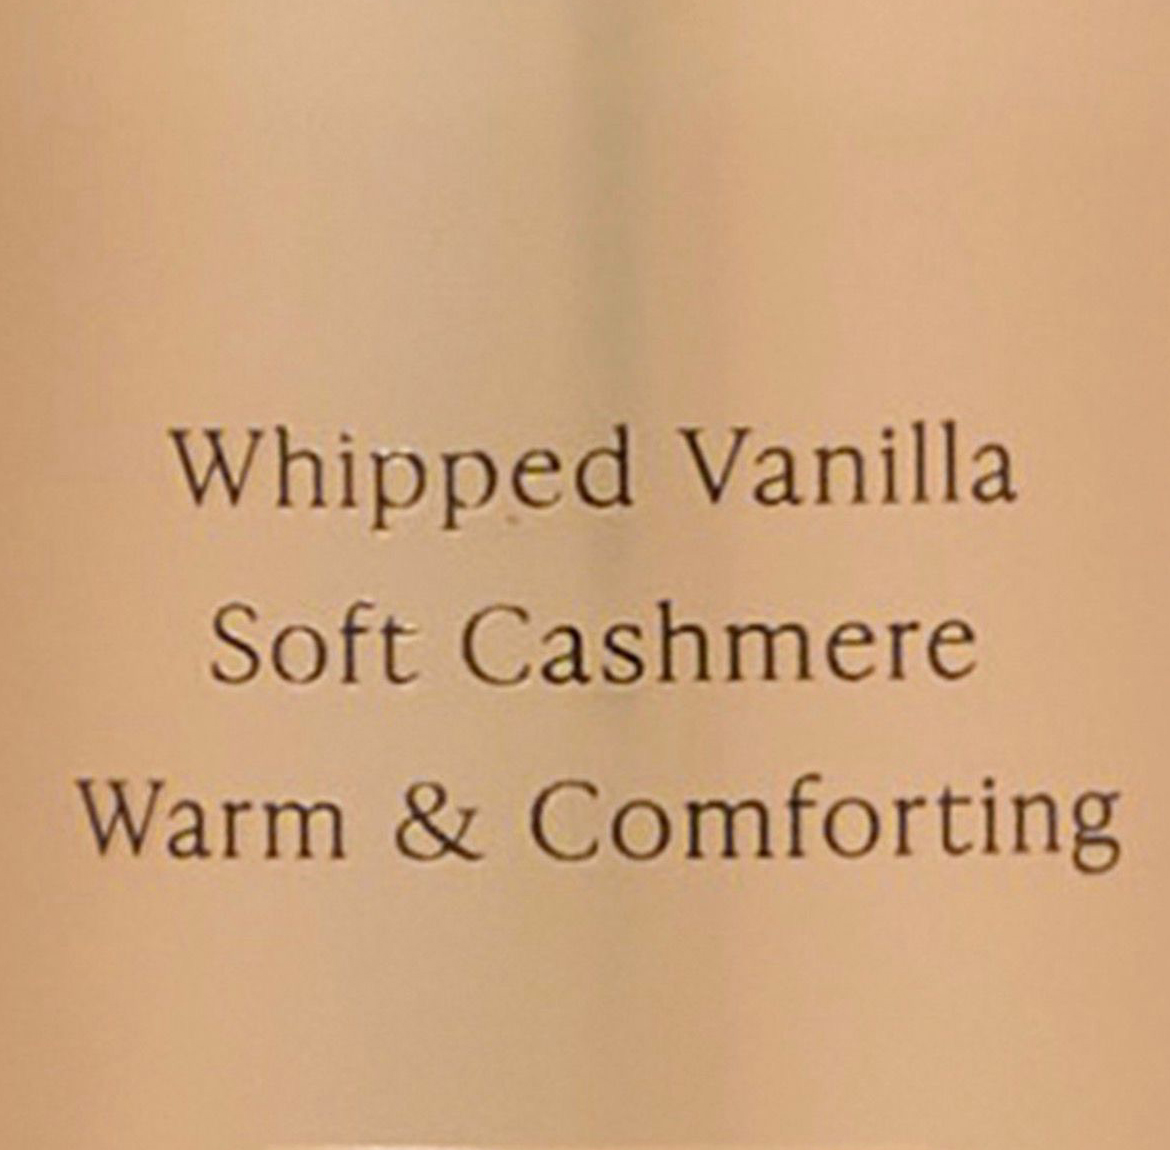 Whipped Vanilla
Soft Cashmere
Warm & Comforting